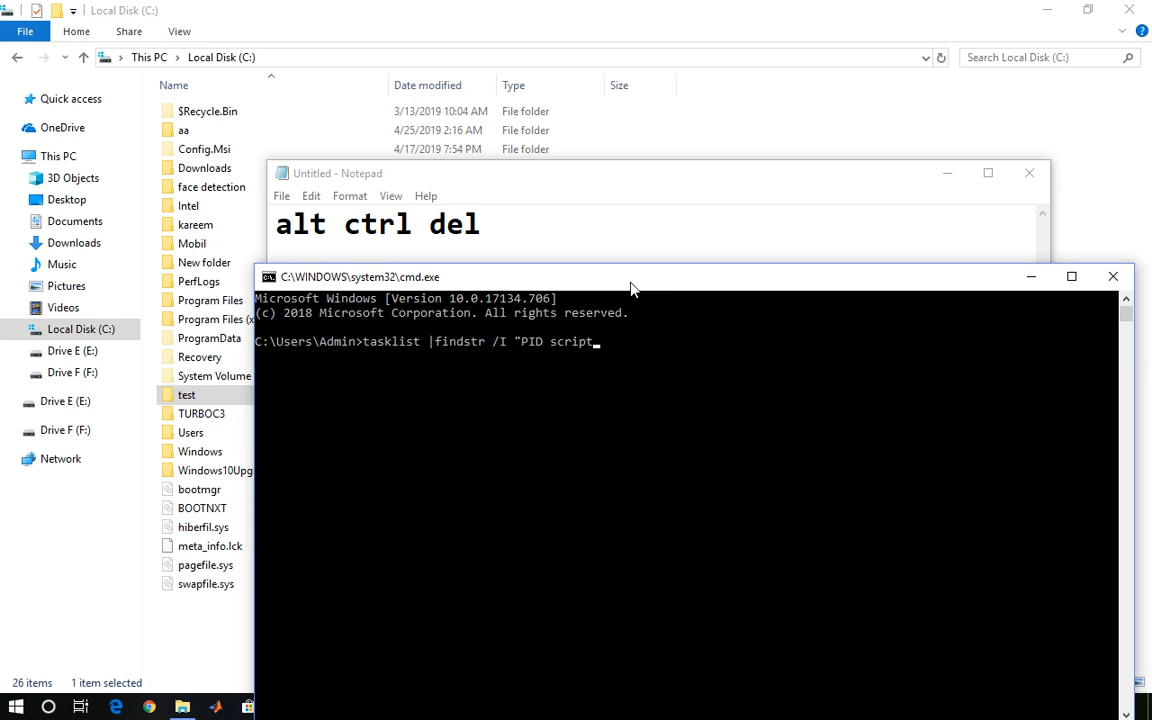 Local Disk (C:)
File Home Share View
This PC Local Disk (C:) Search Local Disk (C:)
Name Date modified Type Size
Quick access
OneDrive
This PC
3D Objects
Desktop
Documents
Downloads
Music
Pictures
Videos
Local Disk (C:)
Drive E (E:)
Drive F (F:)
Drive E (E:)
Drive F (F:)
Network
$Recycle.Bin 3/13/2019 10:04 AM File folder
aa 4/25/2019 2:16 AM File folder
Config.Msi 4/17/2019 7:54 PM File folder
Downloads
face detection
Intel
kareem
Mobil
New folder
PerfLogs
Program Files
Program Files (x
ProgramData
Recovery
System Volume
test
TURBOC3
Users
Windows
Windows10Upg
bootmgr
BOOTNXT
hiberfil.sys
meta_info.lck
pagefile.sys
swapfile.sys
Untitled - Notepad
File Edit Format View Help
alt ctrl del
C:\WINDOWS\system32\cmd.exe
Microsoft Windows [Version 10.0.17134.706]
(c) 2018 Microsoft Corporation. All rights reserved.
C:\Users\Admin>tasklist |findstr /I "PID script
26 items 1 item selected